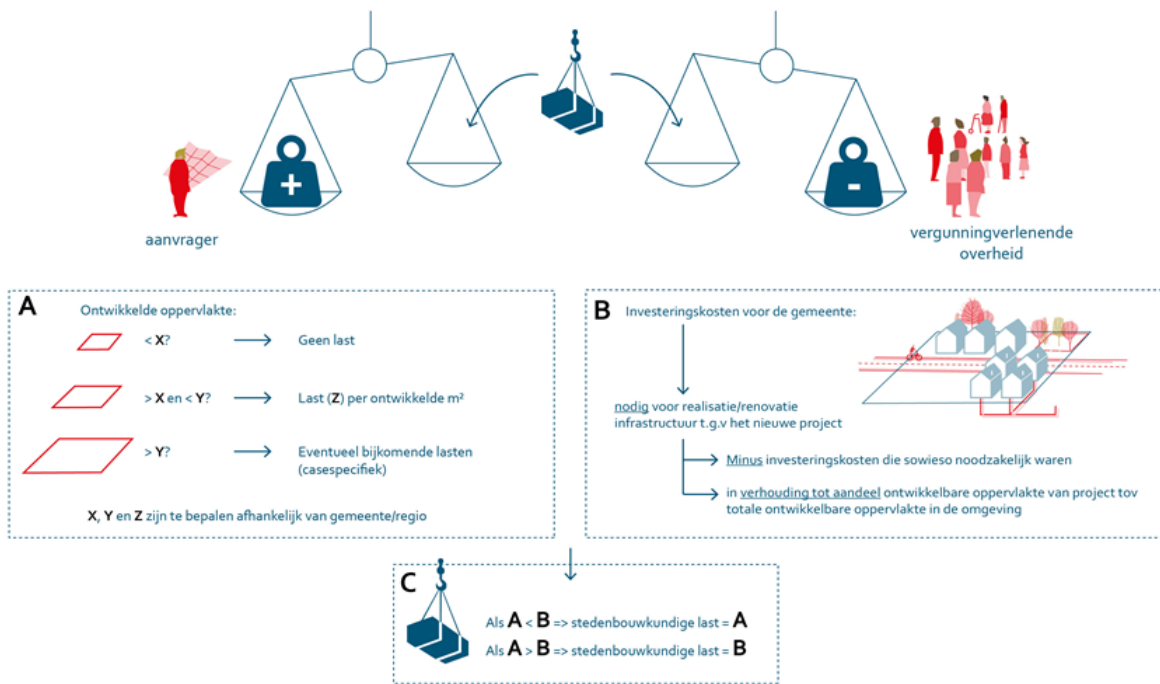 +
-
aanvrager
vergunningverlenende
overheid
A
Ontwikkelde oppervlakte:
< X?
Geen last
> X en < Y?
Last (Z) per ontwikkelde m²
> Y?
Eventueel bijkomende lasten
(casespecifiek)
X, Y en Z zijn te bepalen afhankelijk van gemeente/regio
B
Investeringskosten voor de gemeente:
nodig voor realisatie/renovatie
infrastructuur t.g.v het nieuwe project
Minus investeringskosten die sowieso noodzakelijk waren
in verhouding tot aandeel ontwikkelbare oppervlakte van project tov
totale ontwikkelbare oppervlakte in de omgeving
C
Als A < B => stedenbouwkundige last = A
Als A > B => stedenbouwkundige last = B